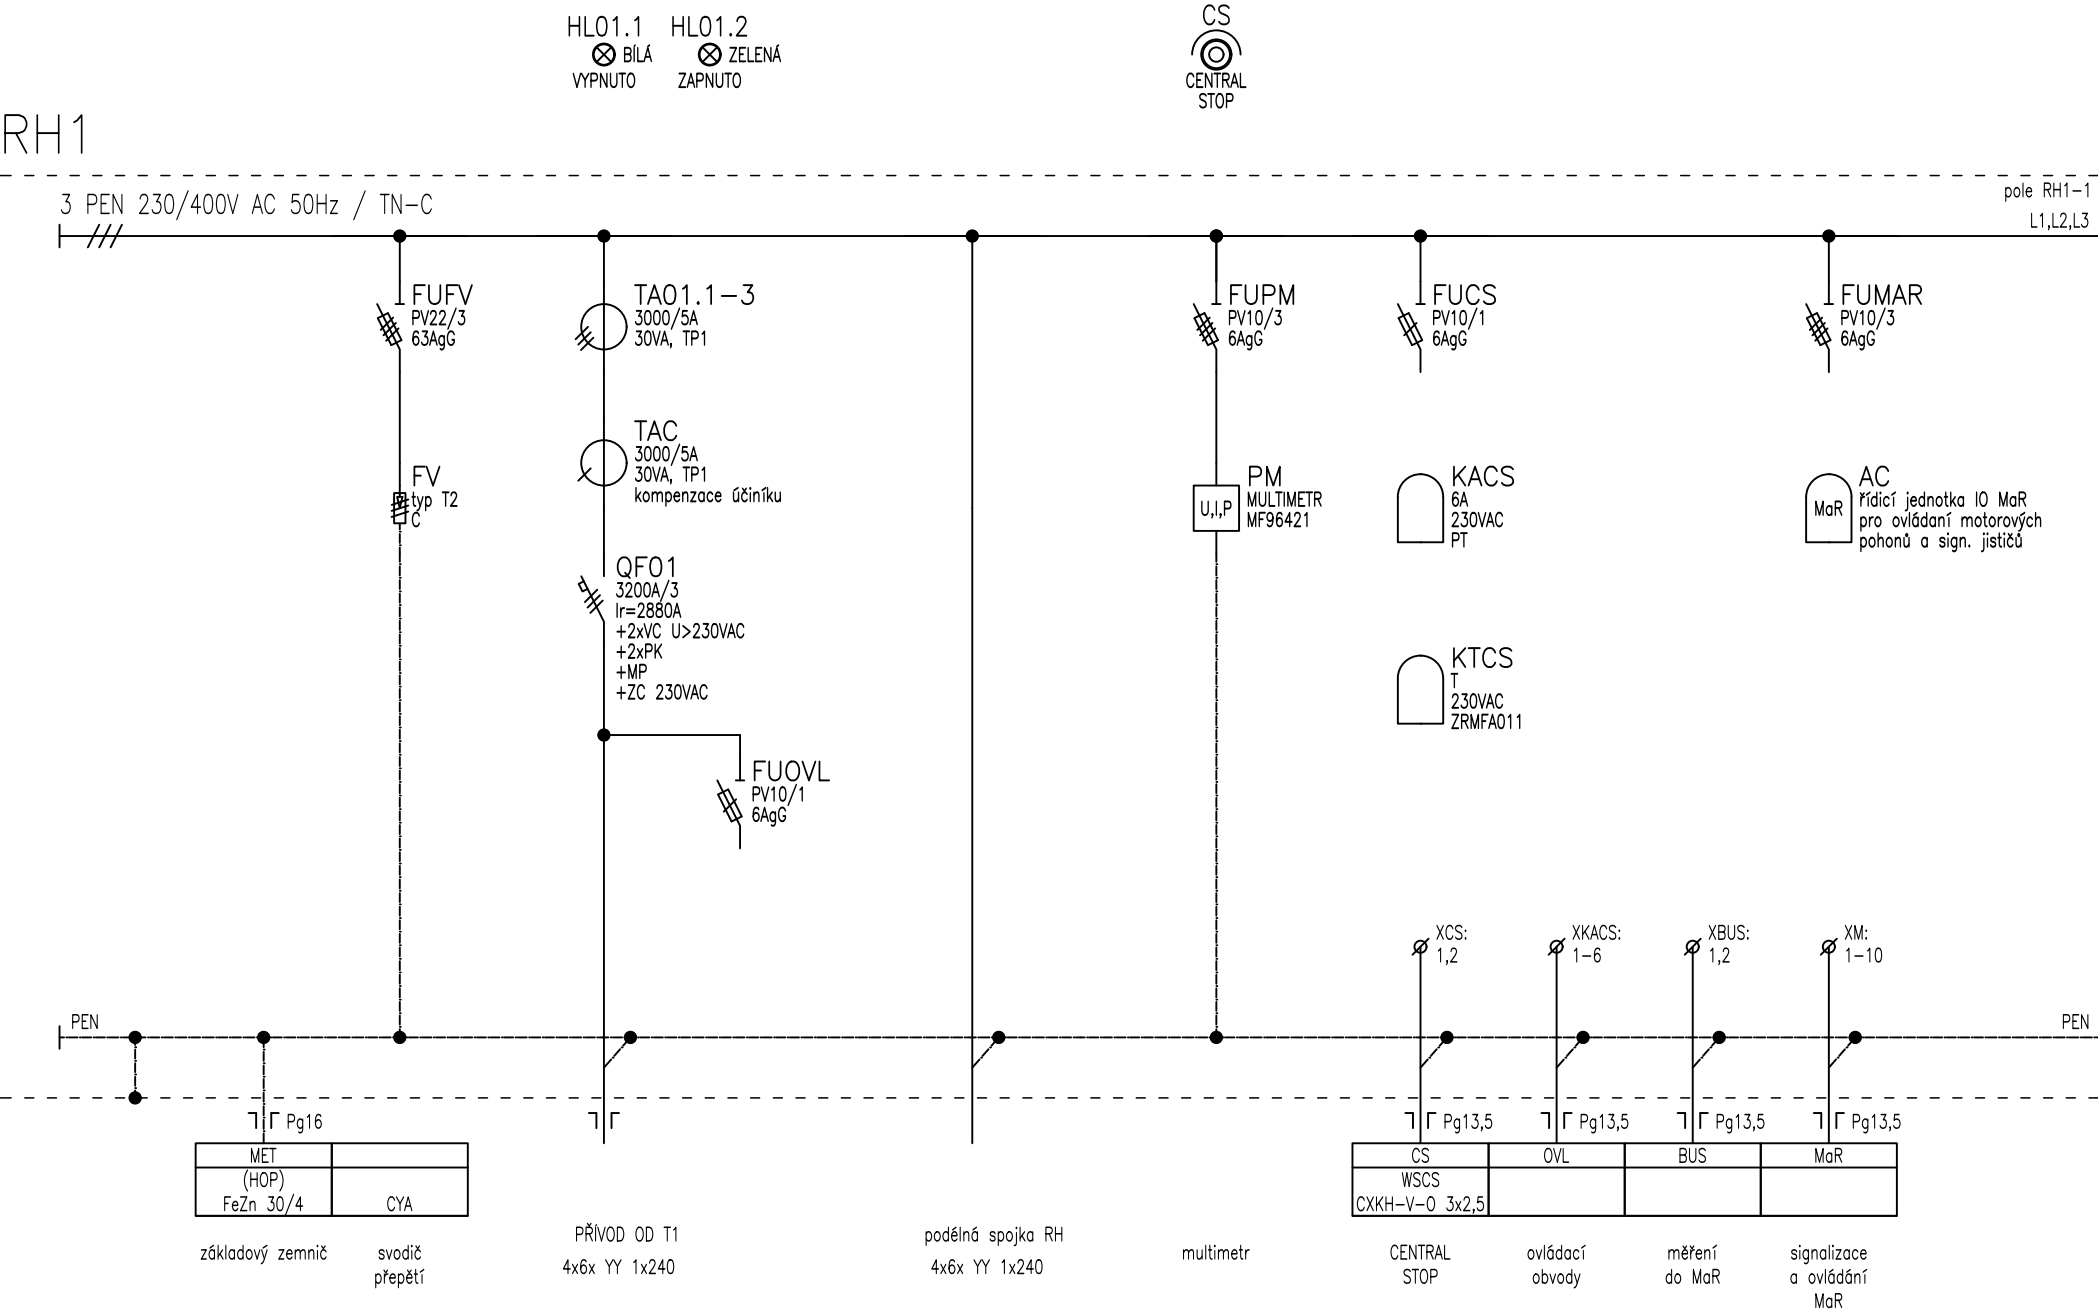 HL01.1 HL01.2
BÍLÁ ZELENÁ
VYPNUTO ZAPNUTO
CS
CENTRAL
STOP
RH1
pole RH1-1
3 PEN 230/400V AC 50Hz / TN-C
L1,L2,L3
FUFV
PV22/3
63AgG
TA01.1-3
3000/5A
30VA, TP1
FUPM
PV10/3
6AgG
FUCS
PV10/1
6AgG
FUMAR
PV10/3
6AgG
TAC
3000/5A
30VA, TP1
kompenzace účiníku
FV
typ T2
C
U,I,P
PM
MULTIMETR
MF96421
KACS
6A
230VAC
PT
MaR
AC
řídicí jednotka IO MaR
pro ovládaní motorových
pohonů a sign. jističů
QF01
3200A/3
Ir=2880A
+2xVC U>230VAC
+2xPK
+MP
+ZC 230VAC
KTCS
T
230VAC
ZRMFA011
FUOVL
PV10/1
6AgG
XCS:
1,2
XKACS:
1-6
XBUS:
1,2
XM:
1-10
PEN PEN
Pg16 Pg13,5 Pg13,5 Pg13,5 Pg13,5
MET
(HOP)
FeZn 30/4
CYA
CS
WSCS
CXKH-V-O 3x2,5
OVL
BUS
MaR
základový zemnič
svodič
přepětí
PŘÍVOD OD T1
4x6x YY 1x240
podélná spojka RH
4x6x YY 1x240
multimetr
CENTRAL
STOP
ovládací
obvody
měření
do MaR
signalizace
a ovládání
MaR